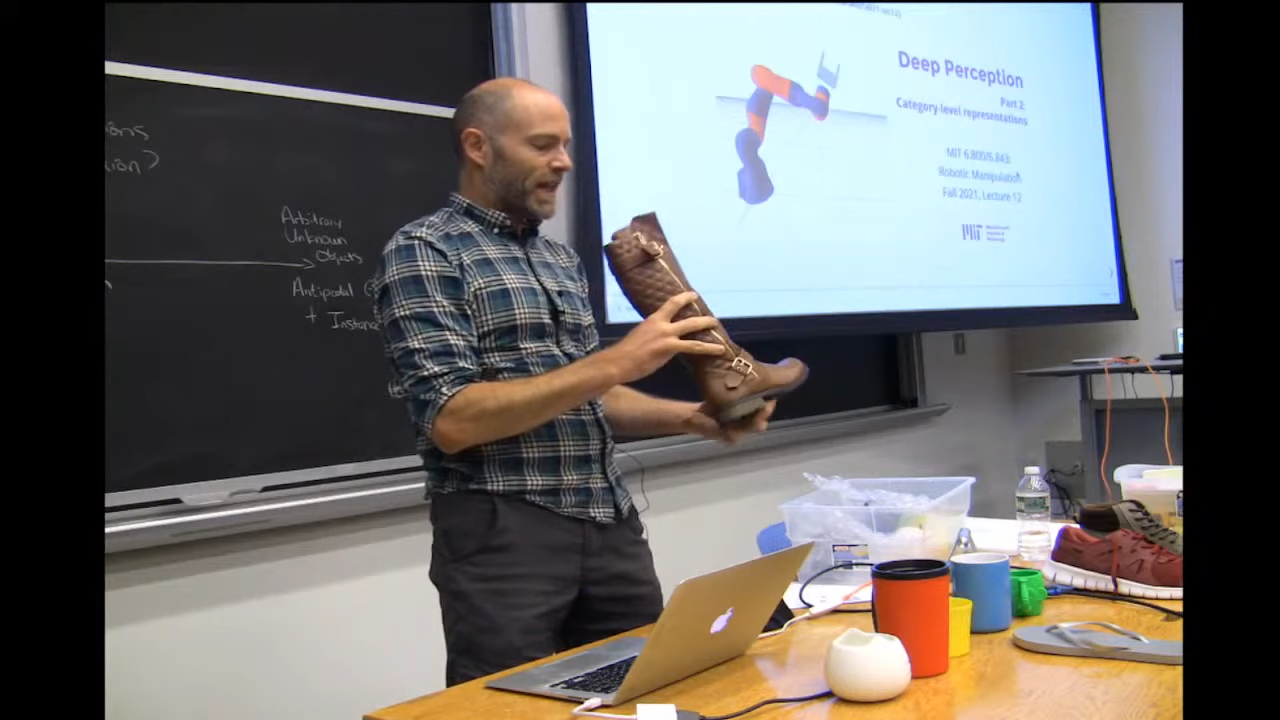 Deep Perception
Part 2:
Category-level representations
MIT 6.800/6.843:
Robotic Manipulation
Fall 2021, Lecture 12
MIT
Arbitrary
Unknown
Objects
Antipodal
+